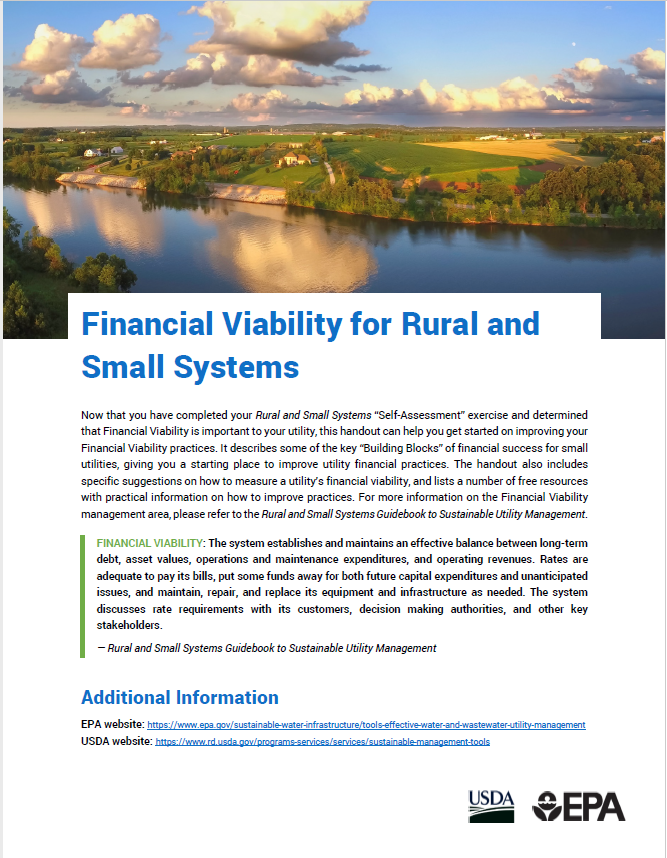 Financial Viability for Rural and
Small Systems
Now that you have completed your Rural and Small Systems “Self-Assessment” exercise and determined
that Financial Viability is important to your utility, this handout can help you get started on improving your
Financial Viability practices. It describes some of the key “Building Blocks” of financial success for small
utilities, giving you a starting place to improve utility financial practices. The handout also includes
specific suggestions on how to measure a utility’s financial viability, and lists a number of free resources
with practical information on how to improve practices. For more information on the Financial Viability
management area, please refer to the Rural and Small Systems Guidebook to Sustainable Utility Management.
FINANCIAL VIABILITY: The system establishes and maintains an effective balance between long-term
debt, asset values, operations and maintenance expenditures, and operating revenues. Rates are
adequate to pay its bills, put some funds away for both future capital expenditures and unanticipated
issues, and maintain, repair, and replace its equipment and infrastructure as needed. The system
discusses rate requirements with its customers, decision making authorities, and other key
stakeholders.
— Rural and Small Systems Guidebook to Sustainable Utility Management
Additional Information
EPA website: https://www.epa.gov/sustainable-water-infrastructure/tools-effective-water-and-wastewater-utility-management
USDA website: https://www.rd.usda.gov/programs-services/services/sustainable-management-tools
USDA EPA